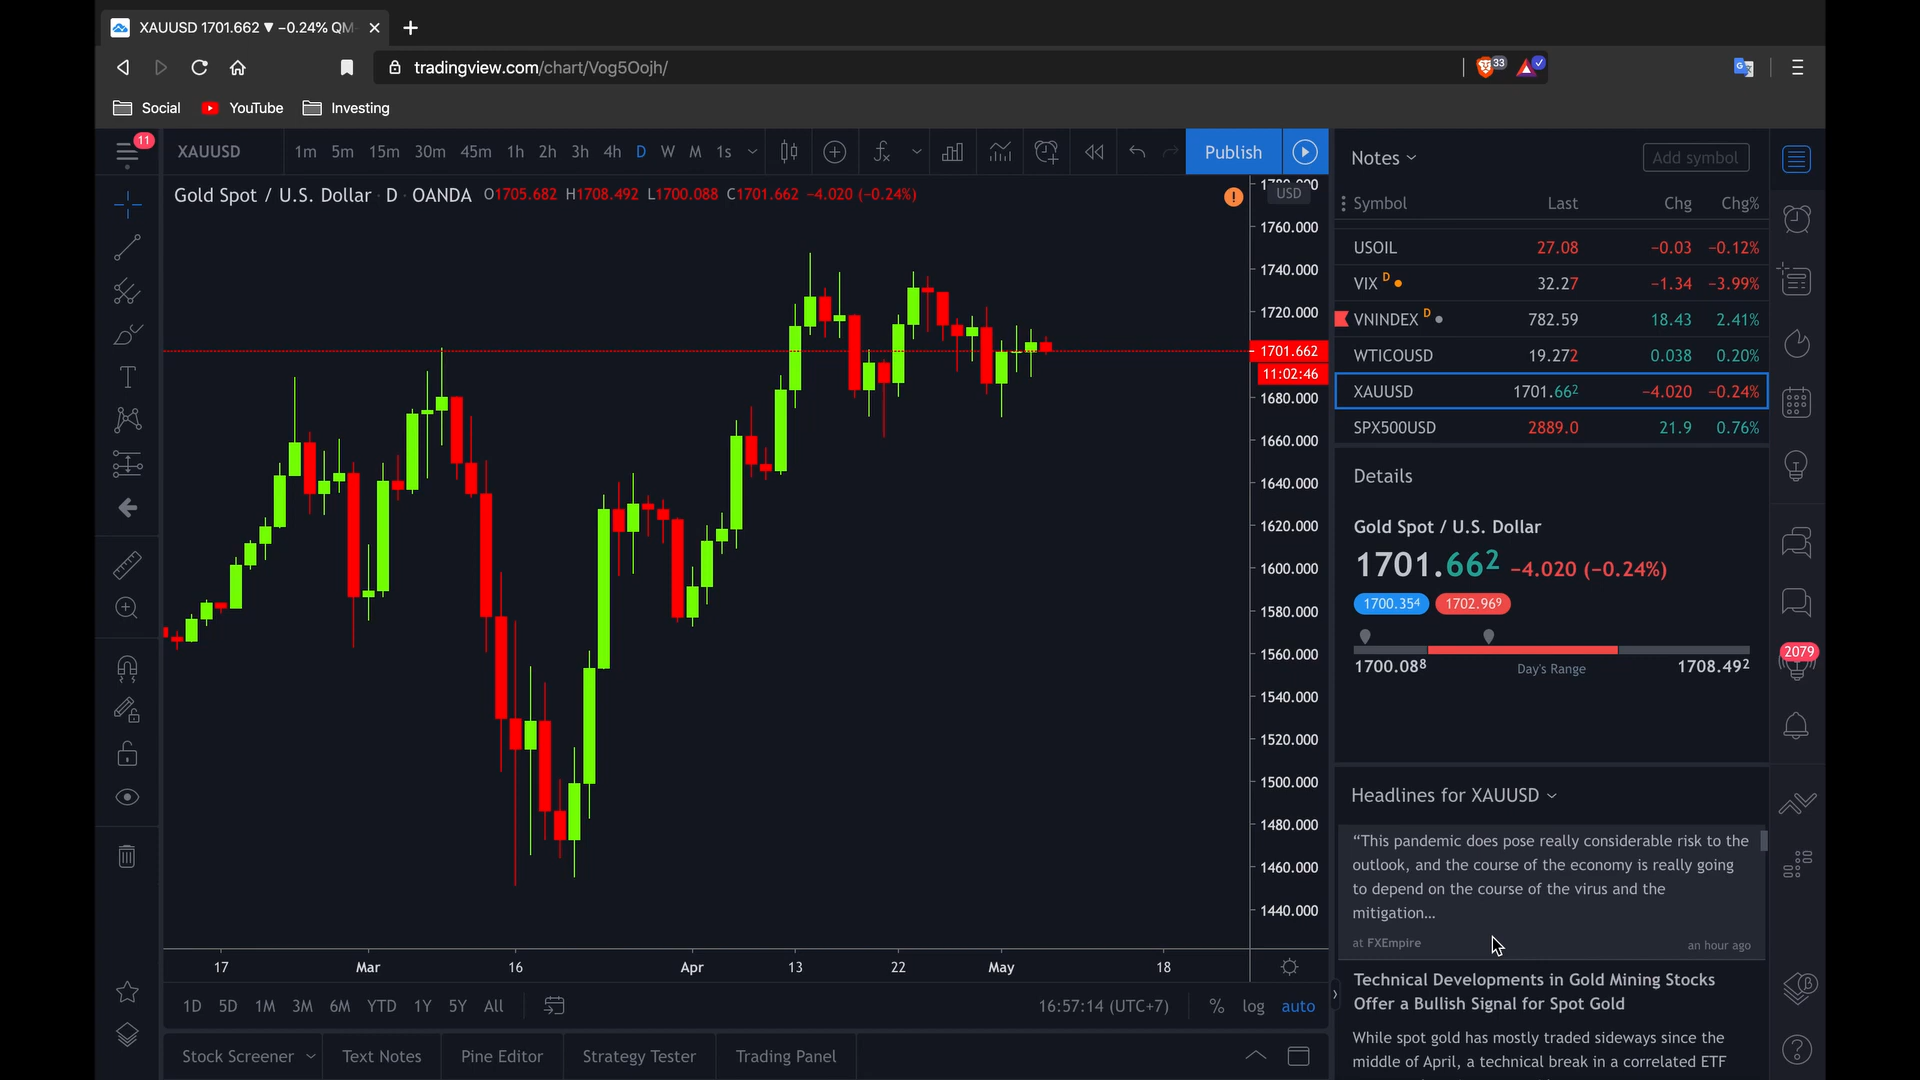 XAUUSD 1701.662 ▼ −0.24% QM
tradingview.com/chart/Vog5Oojh/
33
Social YouTube Investing
11
XAUUSD 1m 5m 15m 30m 45m 1h 2h 3h 4h D W M 1s Publish
Gold Spot / U.S. Dollar · D · OANDA O1705.682 H1708.492 L1700.088 C1701.662 −4.020 (−0.24%)
USD
1780.000
1760.000
1740.000
1720.000
1701.662
11:02:46
1680.000
1660.000
1640.000
1620.000
1600.000
1580.000
1560.000
1540.000
1520.000
1500.000
1480.000
1460.000
1440.000
17 Mar 16 Apr 13 22 May 18
1D 5D 1M 3M 6M YTD 1Y 5Y All 16:57:14 (UTC+7) % log auto
Stock Screener Text Notes Pine Editor Strategy Tester Trading Panel
Notes Add symbol
Symbol Last Chg Chg%
USOIL 27.08 −0.03 −0.12%
VIX D 32.27 −1.34 −3.99%
VNINDEX D 782.59 18.43 2.41%
WTICOUSD 19.272 0.038 0.20%
XAUUSD 1701.662 −4.020 −0.24%
SPX500USD 2889.0 21.9 0.76%
Details
Gold Spot / U.S. Dollar
1701.662 −4.020 (−0.24%)
1700.354 1702.969
1700.088 Day's Range 1708.492
2079
Headlines for XAUUSD
“This pandemic does pose really considerable risk to the
outlook, and the course of the economy is really going
to depend on the course of the virus and the
mitigation...
at FXEmpire an hour ago
Technical Developments in Gold Mining Stocks
Offer a Bullish Signal for Spot Gold
While spot gold has mostly traded sideways since the
middle of April, a technical break in a correlated ETF